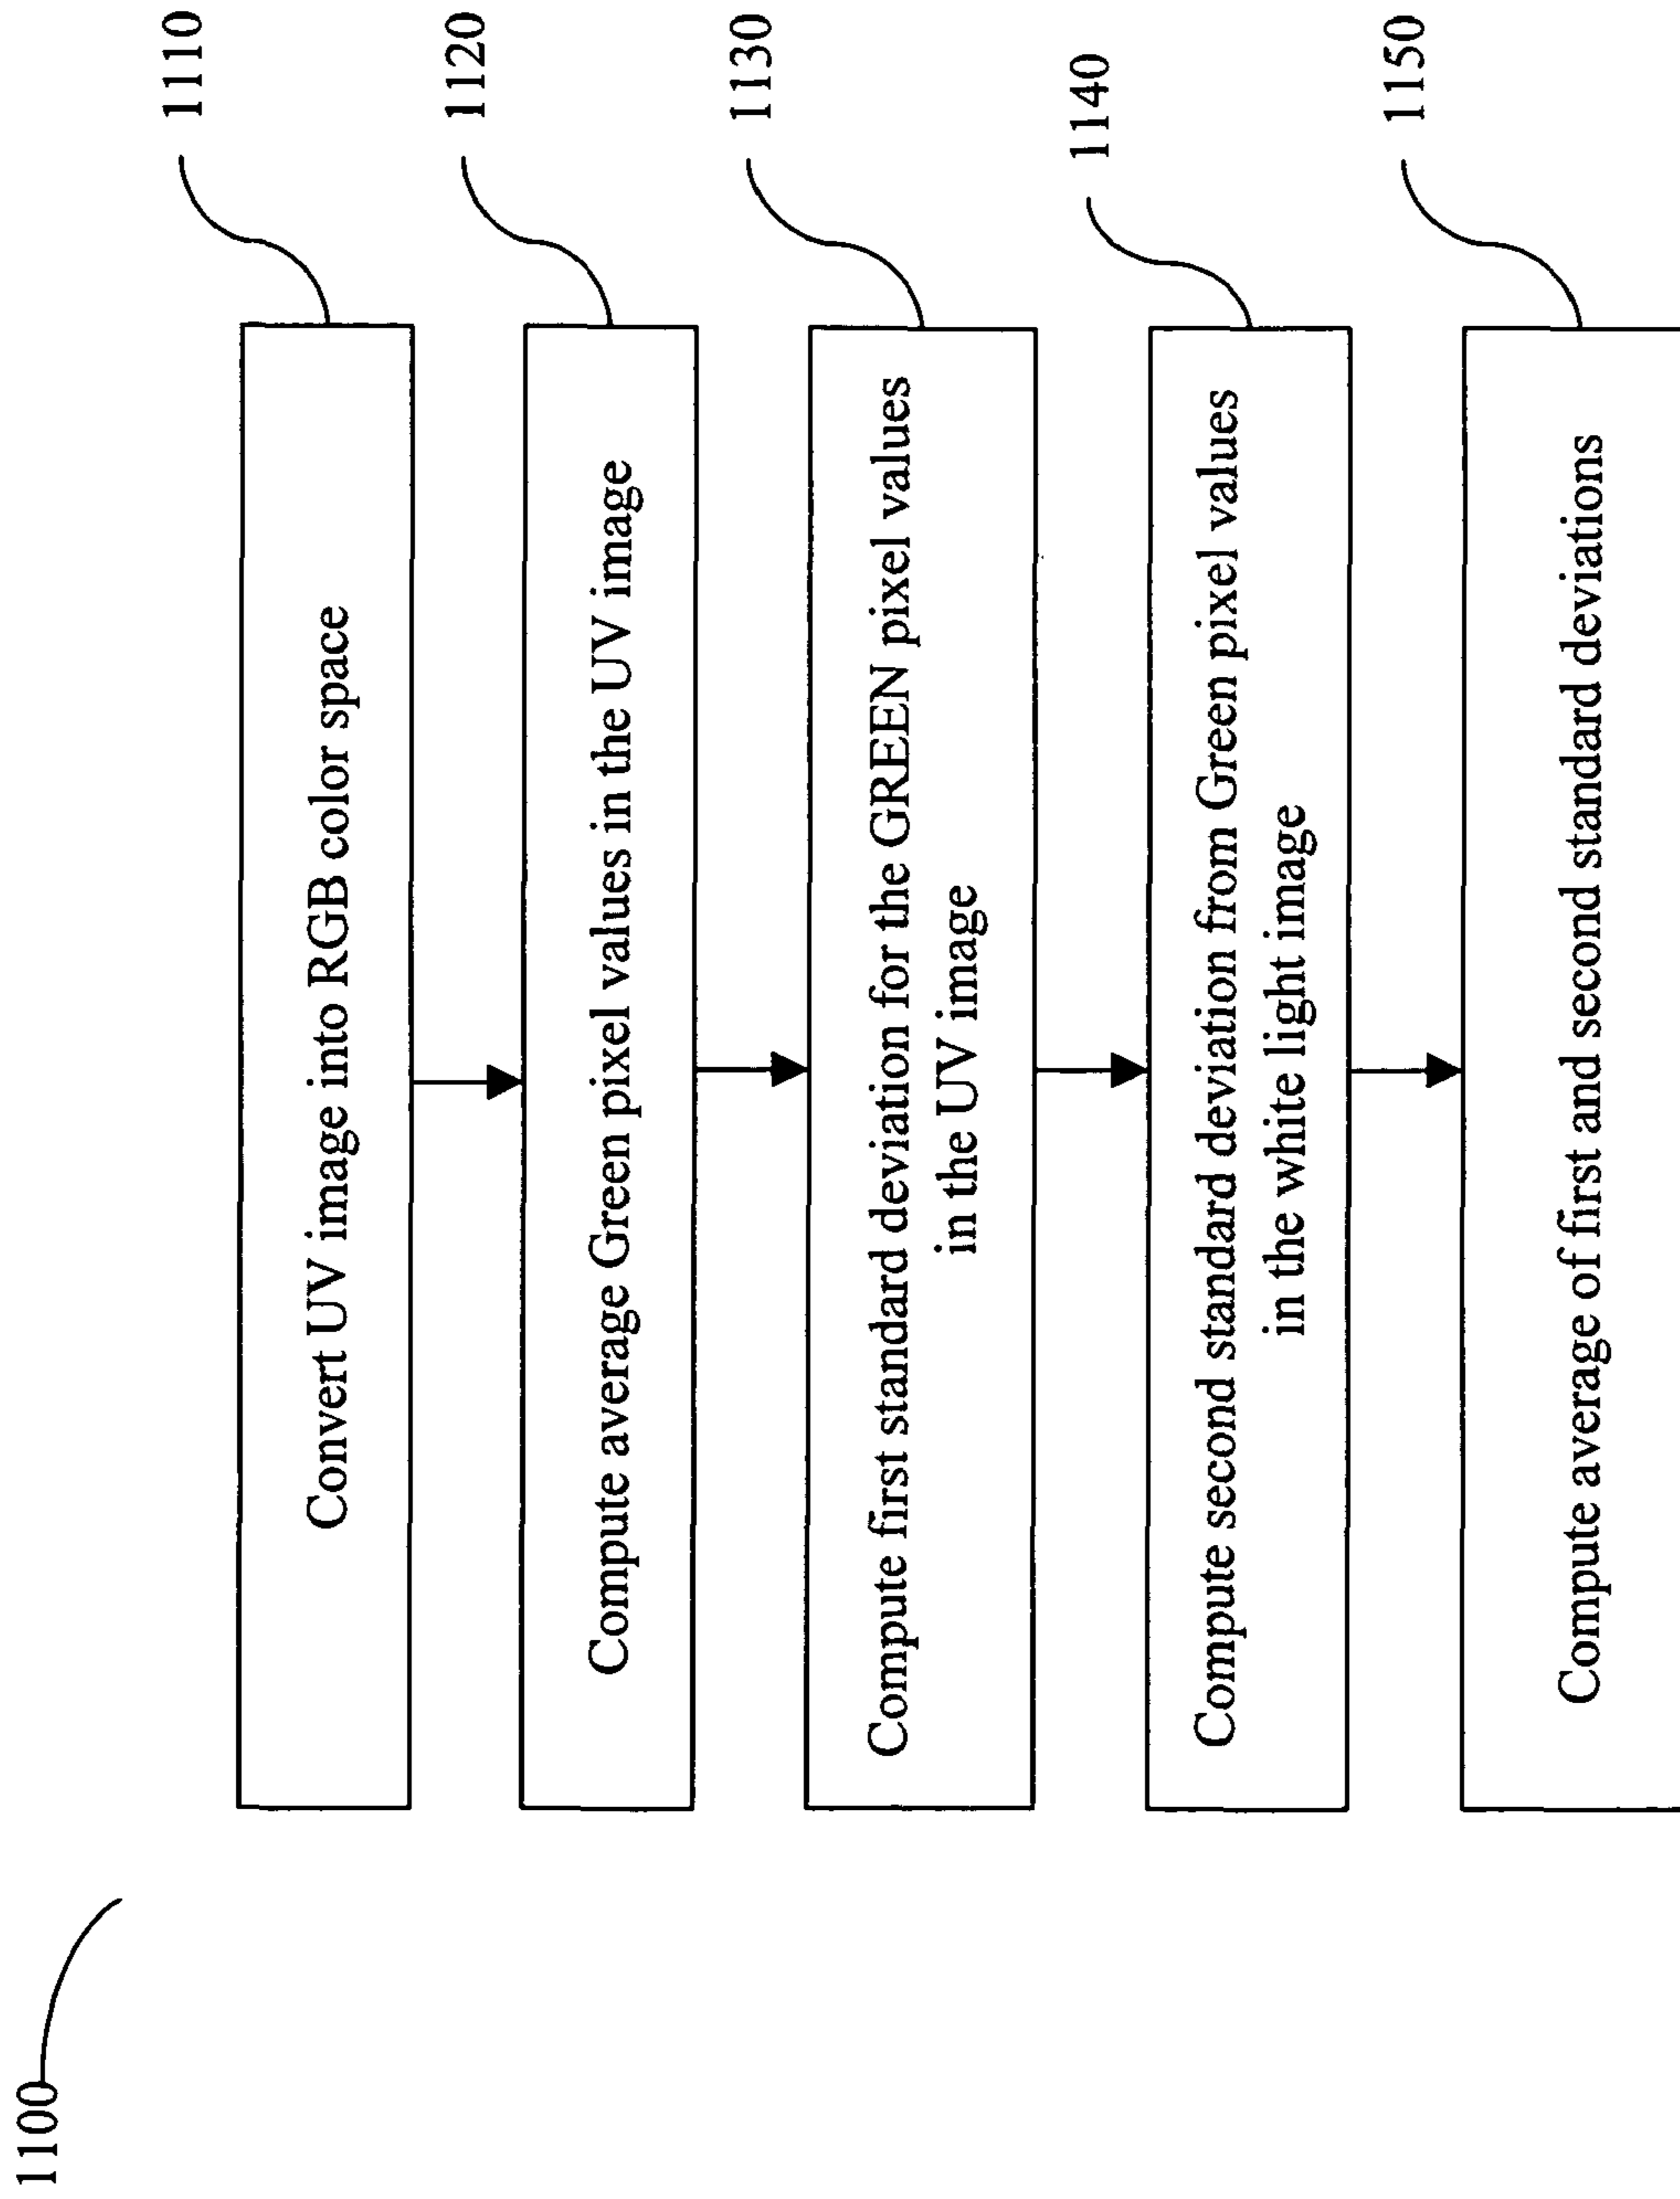 1100
1110
Convert UV image into RGB color space
1120
Compute average Green pixel values in the UV image
1130
Compute first standard deviation for the GREEN pixel values
in the UV image
1140
Compute second standard deviation from Green pixel values
in the white light image
1150
Compute average of first and second standard deviations